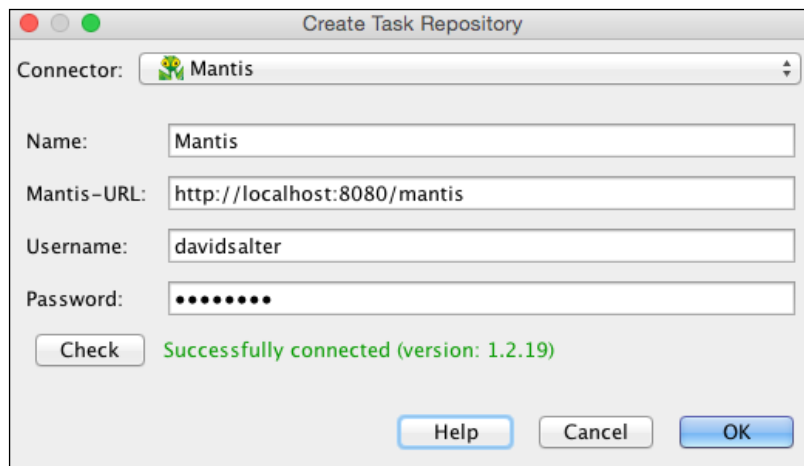 Create Task Repository
Connector: Mantis
Name: Mantis
Mantis-URL: http://localhost:8080/mantis
Username: davidsalter
Password: ••••••••
Check Successfully connected (version: 1.2.19)
Help Cancel OK